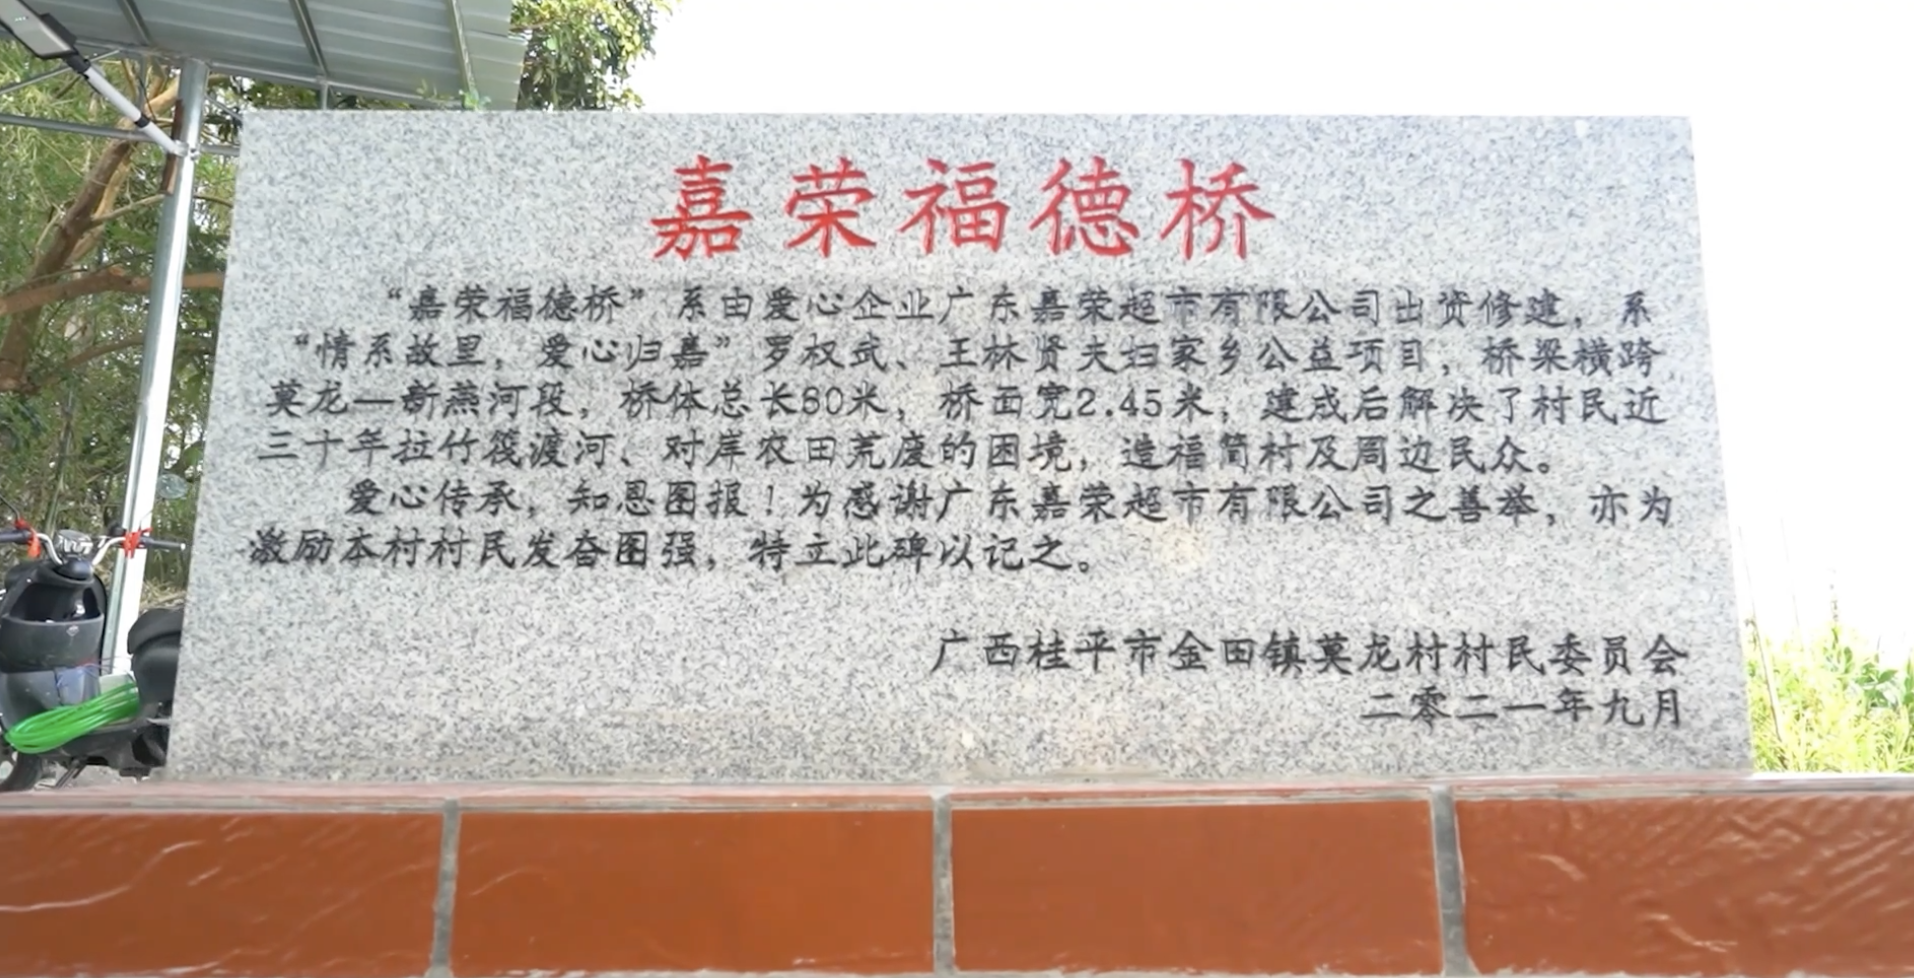 嘉荣福德桥
“嘉荣福德桥”系由爱心企业广东嘉荣超市有限公司出资修建，系
“情系故里，爱心归嘉”罗权武、王林贤夫妇家乡公益项目，桥梁横跨
莫龙—新燕河段，桥体总长80米，桥面宽2.45米，建成后解决了村民近
三十年拉竹筏渡河、对岸农田荒废的困境，造福简村及周边民众。
爱心传承，知恩图报！为感谢广东嘉荣超市有限公司之善举，亦为
激励本村村民发奋图强，特立此碑以记之。
广西桂平市金田镇莫龙村村民委员会
二零二一年九月